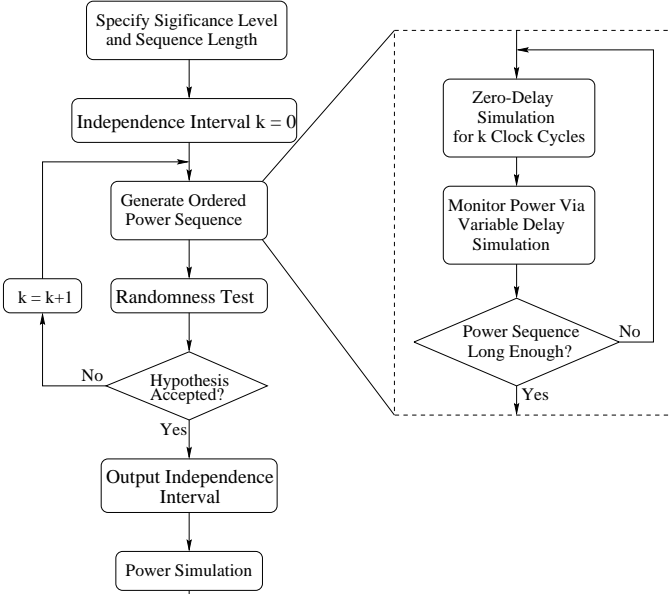 Specify Sigificance Level
and Sequence Length
Independence Interval k = 0
Generate Ordered
Power Sequence
k = k+1
Randomness Test
No
Hypothesis
Accepted?
Yes
Output Independence
Interval
Power Simulation
Zero-Delay
Simulation
for k Clock Cycles
Monitor Power Via
Variable Delay
Simulation
Power Sequence
Long Enough?
No
Yes